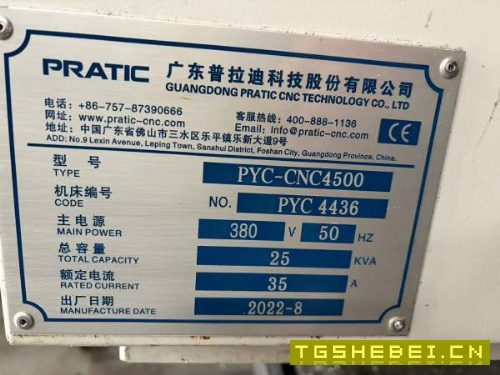 PRATIC 广东普拉迪科技股份有限公司
GUANGDONG PRATIC CNC TECHNOLOGY CO., LTD
电话: +86-757-87390666 客服热线: 400-888-1136
网址: www.pratic-cnc.com Email: info@pratic-cnc.com
地址: 中国广东省佛山市三水区乐平镇乐新大道9号
ADD: No.9 Lexin Avenue, Leping Town, Sanshui District, Foshan City, Guangdong Province, China.
CE
型号 PYC-CNC4500
TYPE
机床编号 NO. PYC 4436
CODE
主电源 380 V 50 HZ
MAIN POWER
总容量 25 KVA
TOTAL CAPACITY
额定电流 35 A
RATED CURRENT
出厂日期 2022-8
MANUFACTURE DATE
TGSHEBEI.CN